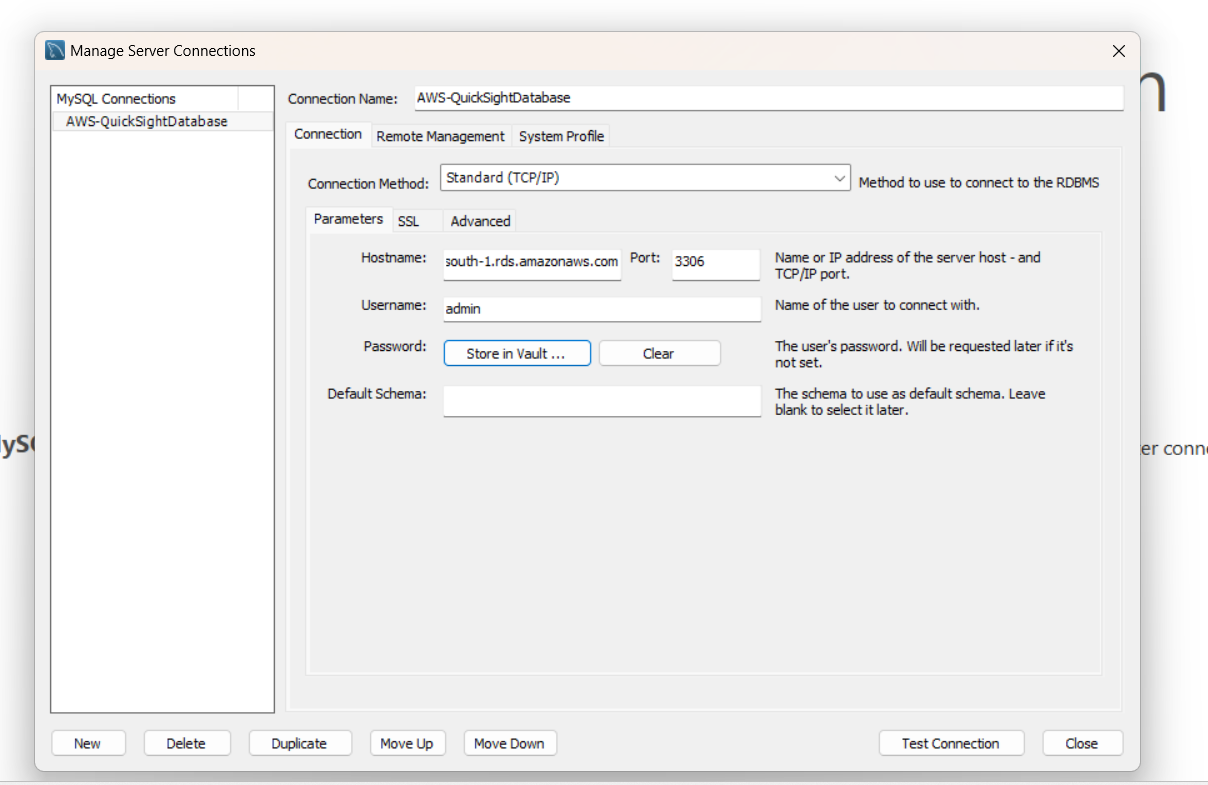 Manage Server Connections
MySQL Connections
AWS-QuickSightDatabase
Connection Name: AWS-QuickSightDatabase
Connection Remote Management System Profile
Connection Method: Standard (TCP/IP) Method to use to connect to the RDBMS
Parameters SSL Advanced
Hostname: south-1.rds.amazonaws.com Port: 3306 Name or IP address of the server host - and
TCP/IP port.
Username: admin Name of the user to connect with.
Password: Store in Vault ... Clear The user's password. Will be requested later if it's
not set.
Default Schema: The schema to use as default schema. Leave
blank to select it later.
New Delete Duplicate Move Up Move Down Test Connection Close